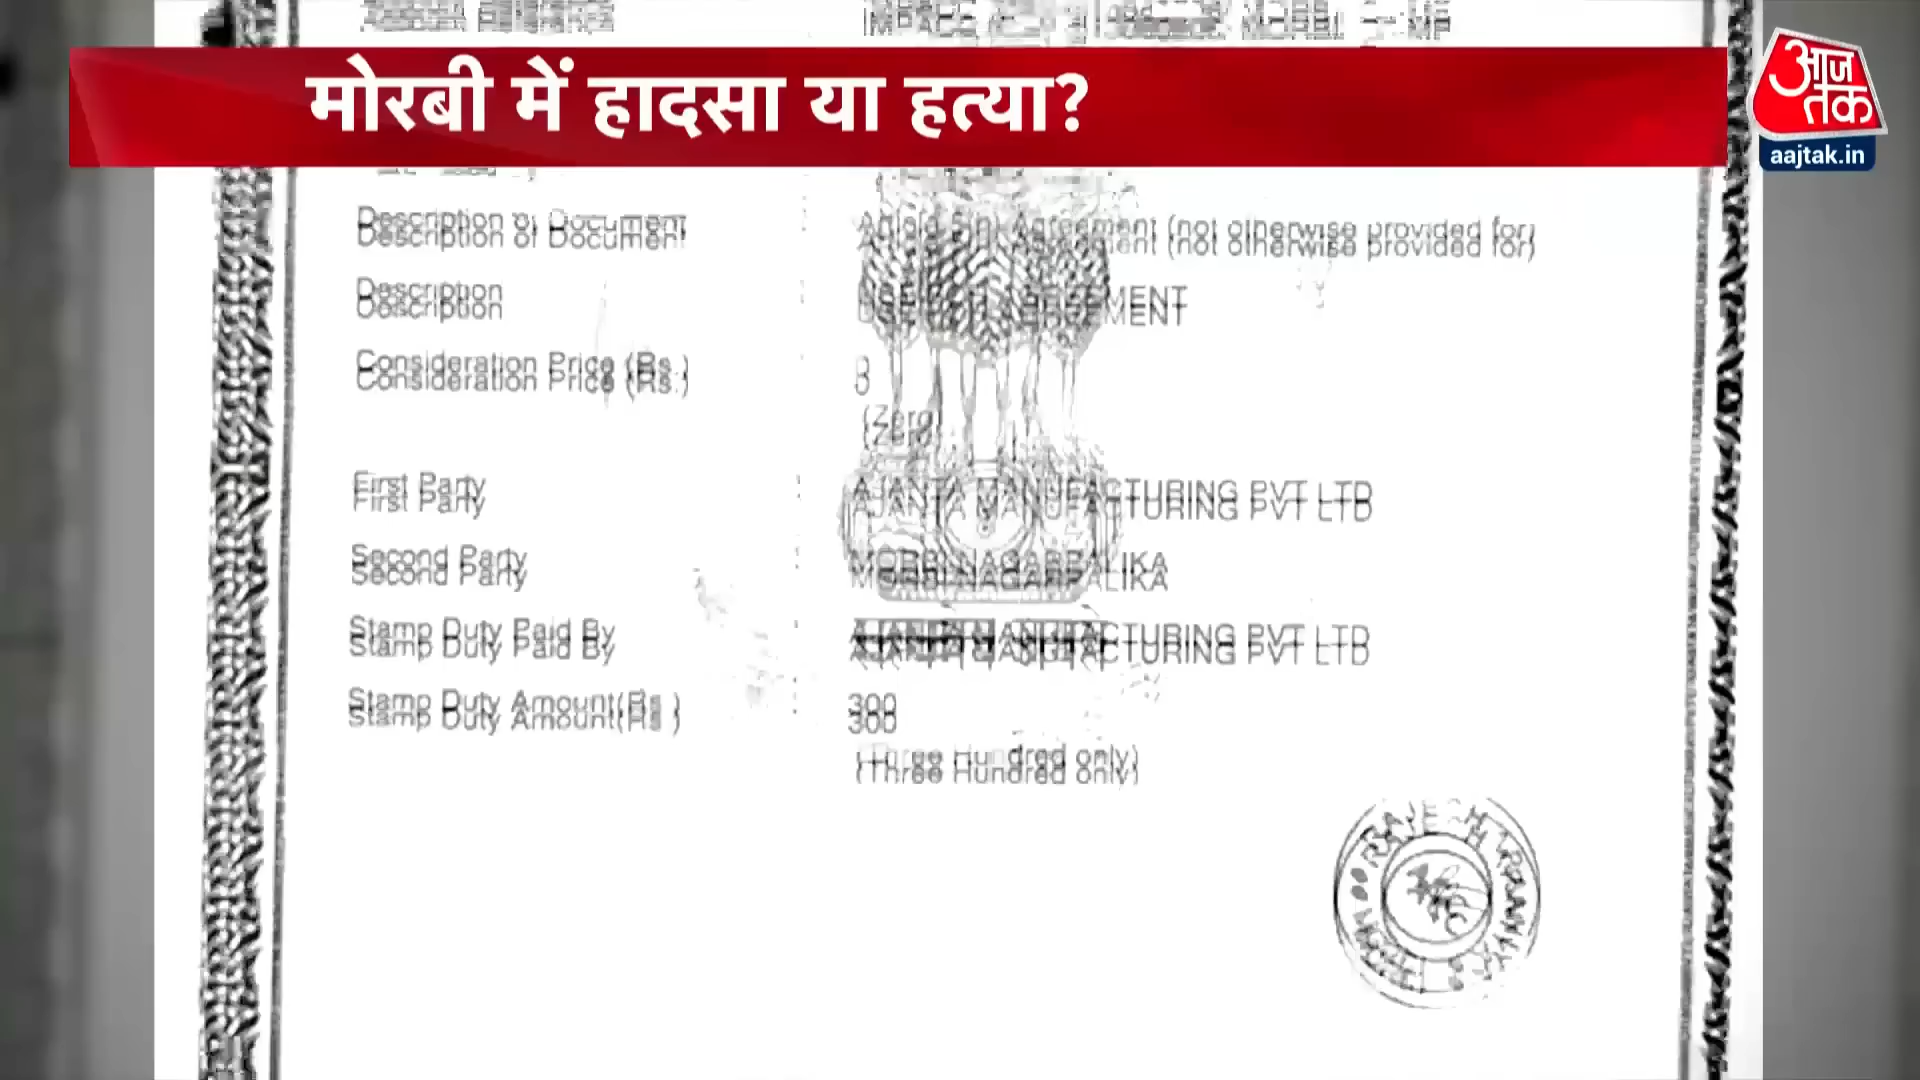 मोरबी में हादसा या हत्या?
आज तक
aajtak.in
Description of Document Agreement (not otherwise provided for)
Description AGREEMENT
Consideration Price (Rs.) 0
(Zero)
First Party AJANTA MANUFACTURING PVT LTD
Second Party MORBI NAGARPALIKA
Stamp Duty Paid By AJANTA MANUFACTURING PVT LTD
Stamp Duty Amount(Rs.) 300
(Three Hundred only)
RAJESH